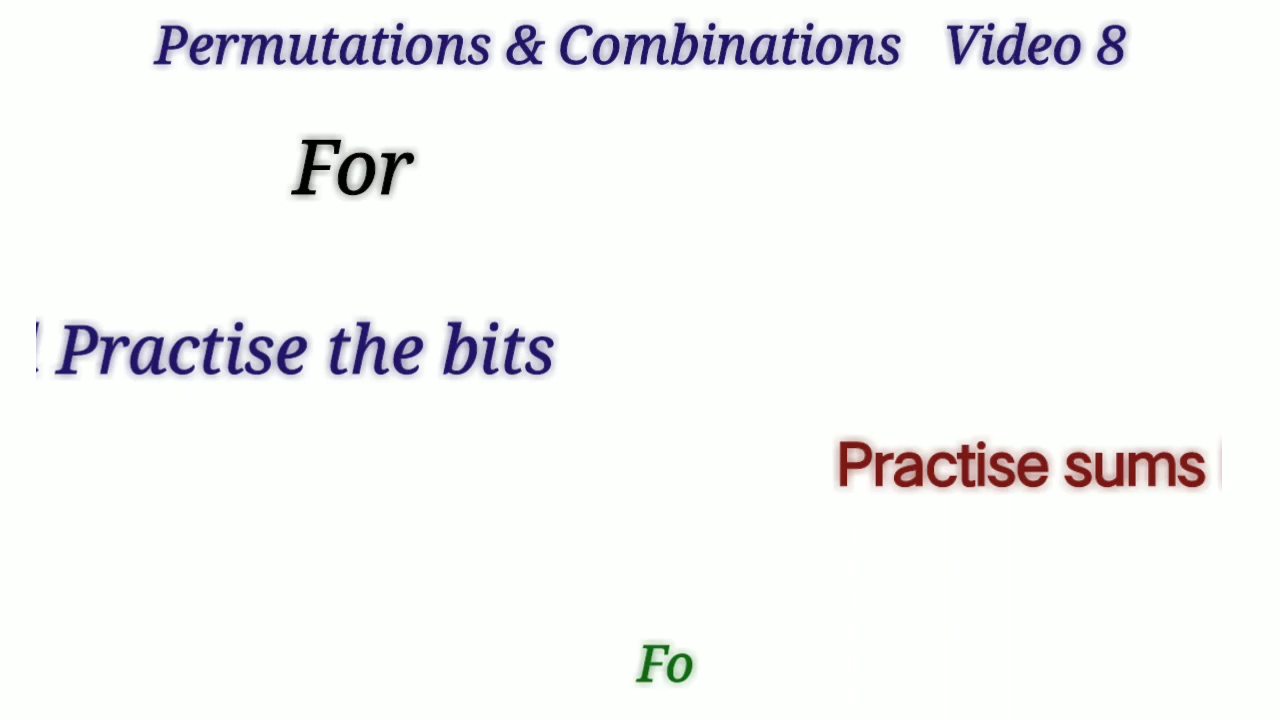 Permutations & Combinations Video 8
For
Practise the bits
Practise sums
Fo